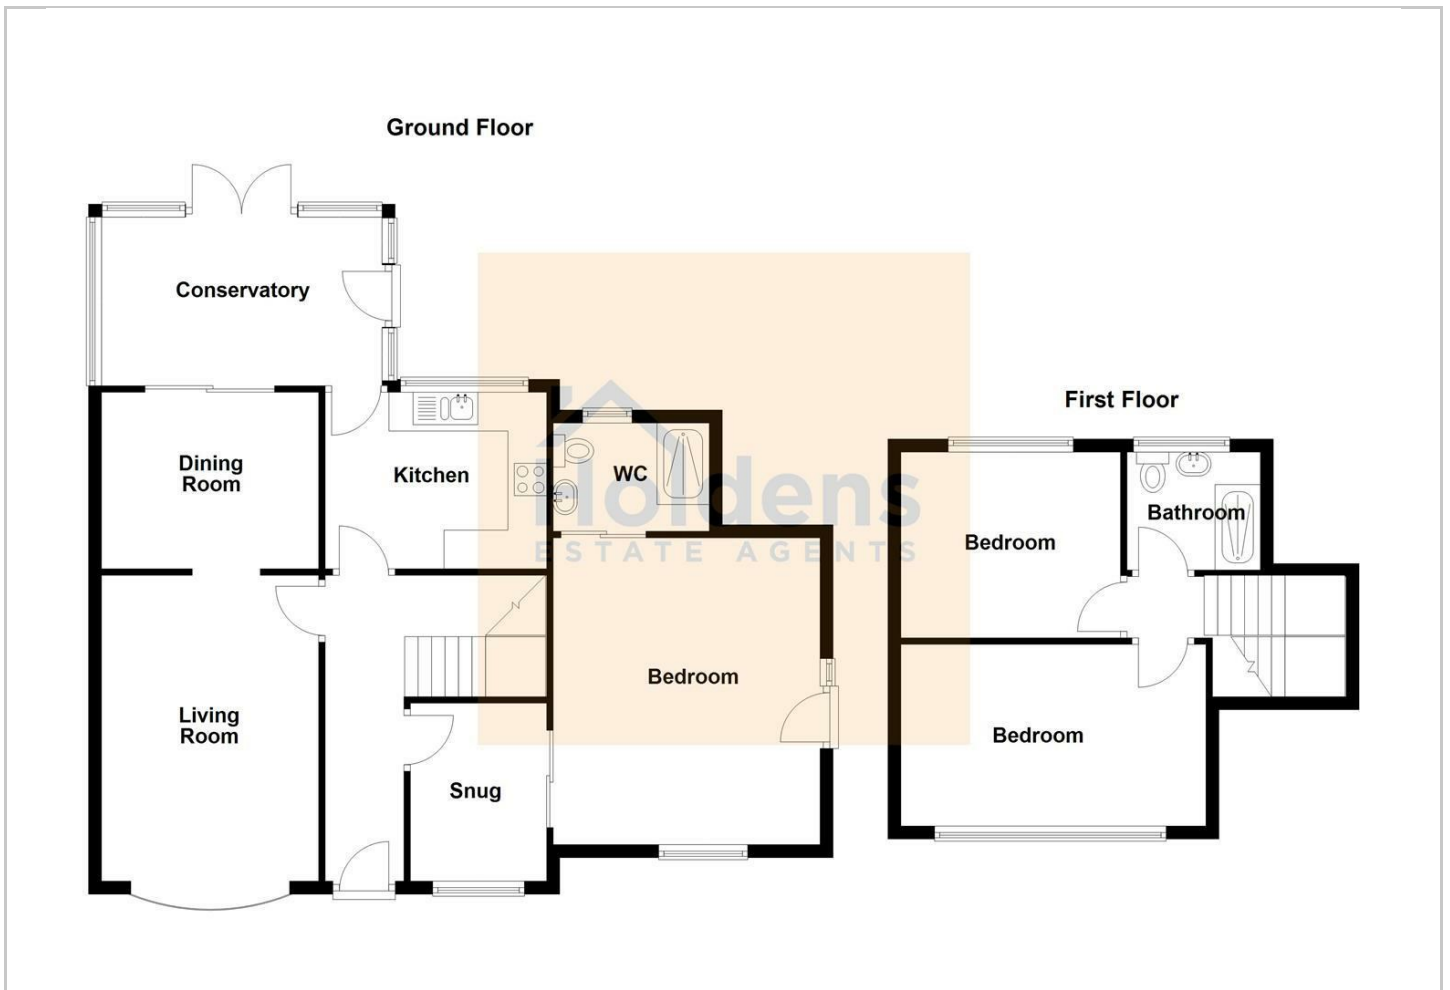 Ground Floor
Conservatory
Dining
Room
Kitchen
WC
Living
Room
Snug
Bedroom
First Floor
Bedroom
Bathroom
Bedroom
Holdens
ESTATE AGENTS